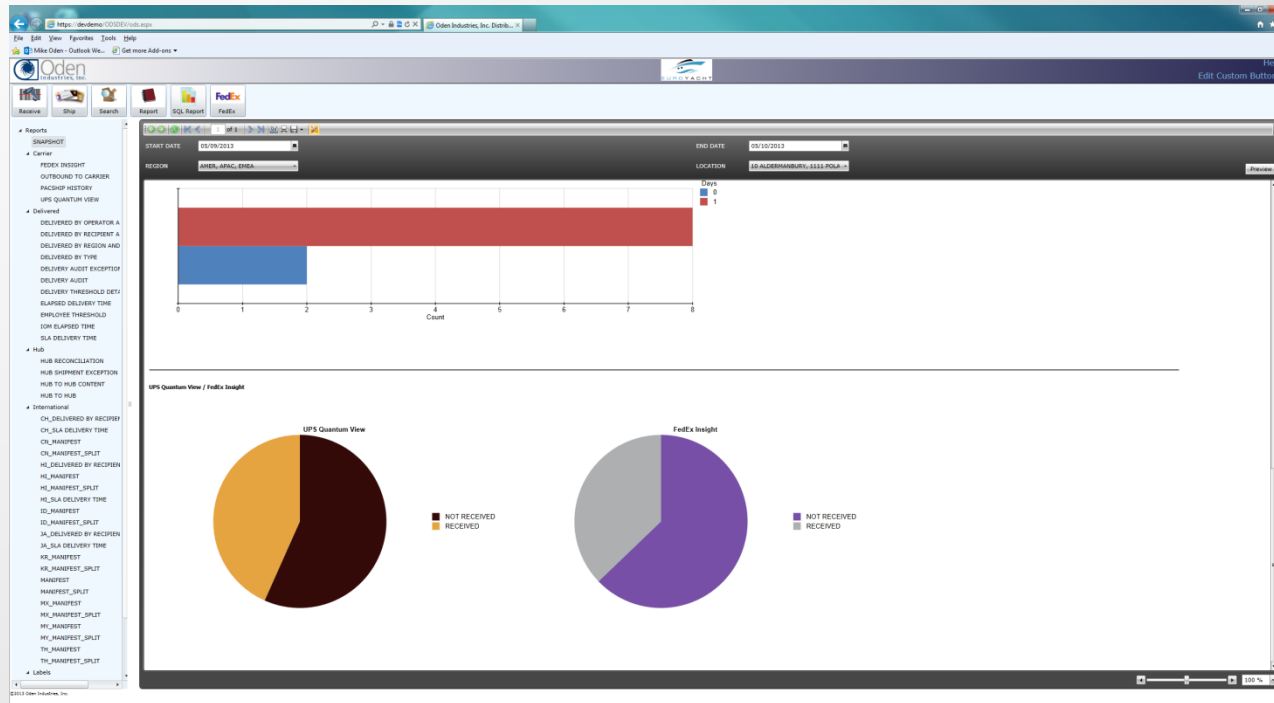 https://devdemo/ODSDEV/ods.aspx
Oden Industries, Inc. Distrib...
File Edit View Favorites Tools Help
Mike Oden - Outlook We... Get more Add-ons
Oden
Industries, Inc.
EUROYACHT
He
Edit Custom Button
FedEx
Receive Ship Search Report SQL Report FedEx
Reports
SNAPSHOT
Carrier
FEDEX INSIGHT
OUTBOUND TO CARRIER
PACSHIP HISTORY
UPS QUANTUM VIEW
Delivered
DELIVERED BY OPERATOR A
DELIVERED BY RECIPIENT A
DELIVERED BY REGION AND
DELIVERED BY TYPE
DELIVERY AUDIT EXCEPTION
DELIVERY AUDIT
DELIVERY THRESHOLD DETA
ELAPSED DELIVERY TIME
EMPLOYEE THRESHOLD
IOM ELAPSED TIME
SLA DELIVERY TIME
Hub
HUB RECONCILIATION
HUB SHIPMENT EXCEPTION
HUB TO HUB CONTENT
HUB TO HUB
International
CH_DELIVERED BY RECIPIEN
CH_SLA DELIVERY TIME
CN_MANIFEST
CN_MANIFEST_SPLIT
HI_DELIVERED BY RECIPIEN
HI_MANIFEST
HI_MANIFEST_SPLIT
HI_SLA DELIVERY TIME
ID_MANIFEST
ID_MANIFEST_SPLIT
JA_DELIVERED BY RECIPIEN
JA_SLA DELIVERY TIME
KR_MANIFEST
KR_MANIFEST_SPLIT
MANIFEST
MANIFEST_SPLIT
MX_MANIFEST
MX_MANIFEST_SPLIT
MY_MANIFEST
MY_MANIFEST_SPLIT
TH_MANIFEST
TH_MANIFEST_SPLIT
Labels
©2013 Oden Industries, Inc.
1 of 1
START DATE 05/09/2013 END DATE 05/10/2013
REGION AMER, APAC, EMEA LOCATION 10 ALDERMANBURY, 1111 POLA
Preview
Days
0
1
0 1 2 3 4 5 6 7 8
Count
UPS Quantum View / FedEx Insight
UPS Quantum View
NOT RECEIVED
RECEIVED
FedEx Insight
NOT RECEIVED
RECEIVED
100 %